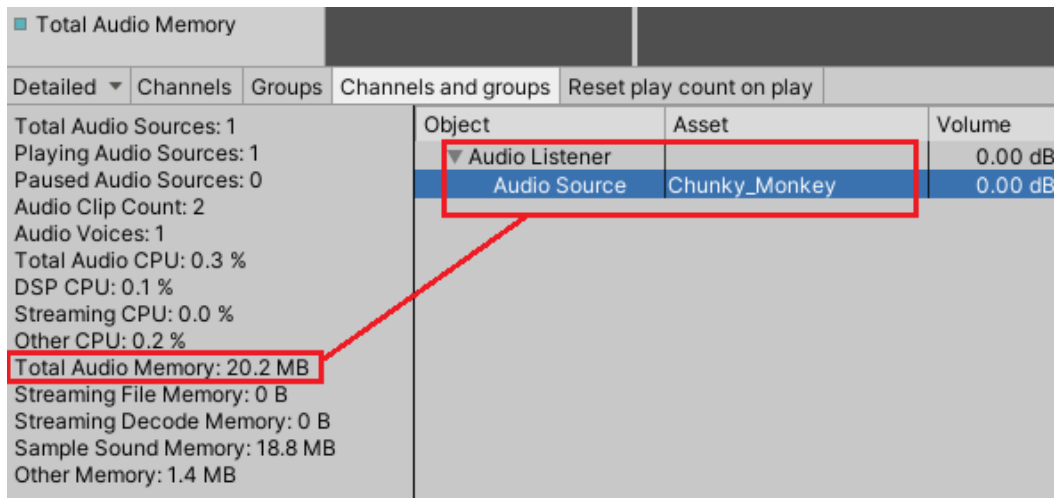 Total Audio Memory
Detailed Channels Groups Channels and groups Reset play count on play
Total Audio Sources: 1
Playing Audio Sources: 1
Paused Audio Sources: 0
Audio Clip Count: 2
Audio Voices: 1
Total Audio CPU: 0.3 %
DSP CPU: 0.1 %
Streaming CPU: 0.0 %
Other CPU: 0.2 %
Total Audio Memory: 20.2 MB
Streaming File Memory: 0 B
Streaming Decode Memory: 0 B
Sample Sound Memory: 18.8 MB
Other Memory: 1.4 MB
Object Asset Volume
Audio Listener 0.00 dB
Audio Source Chunky_Monkey 0.00 dB